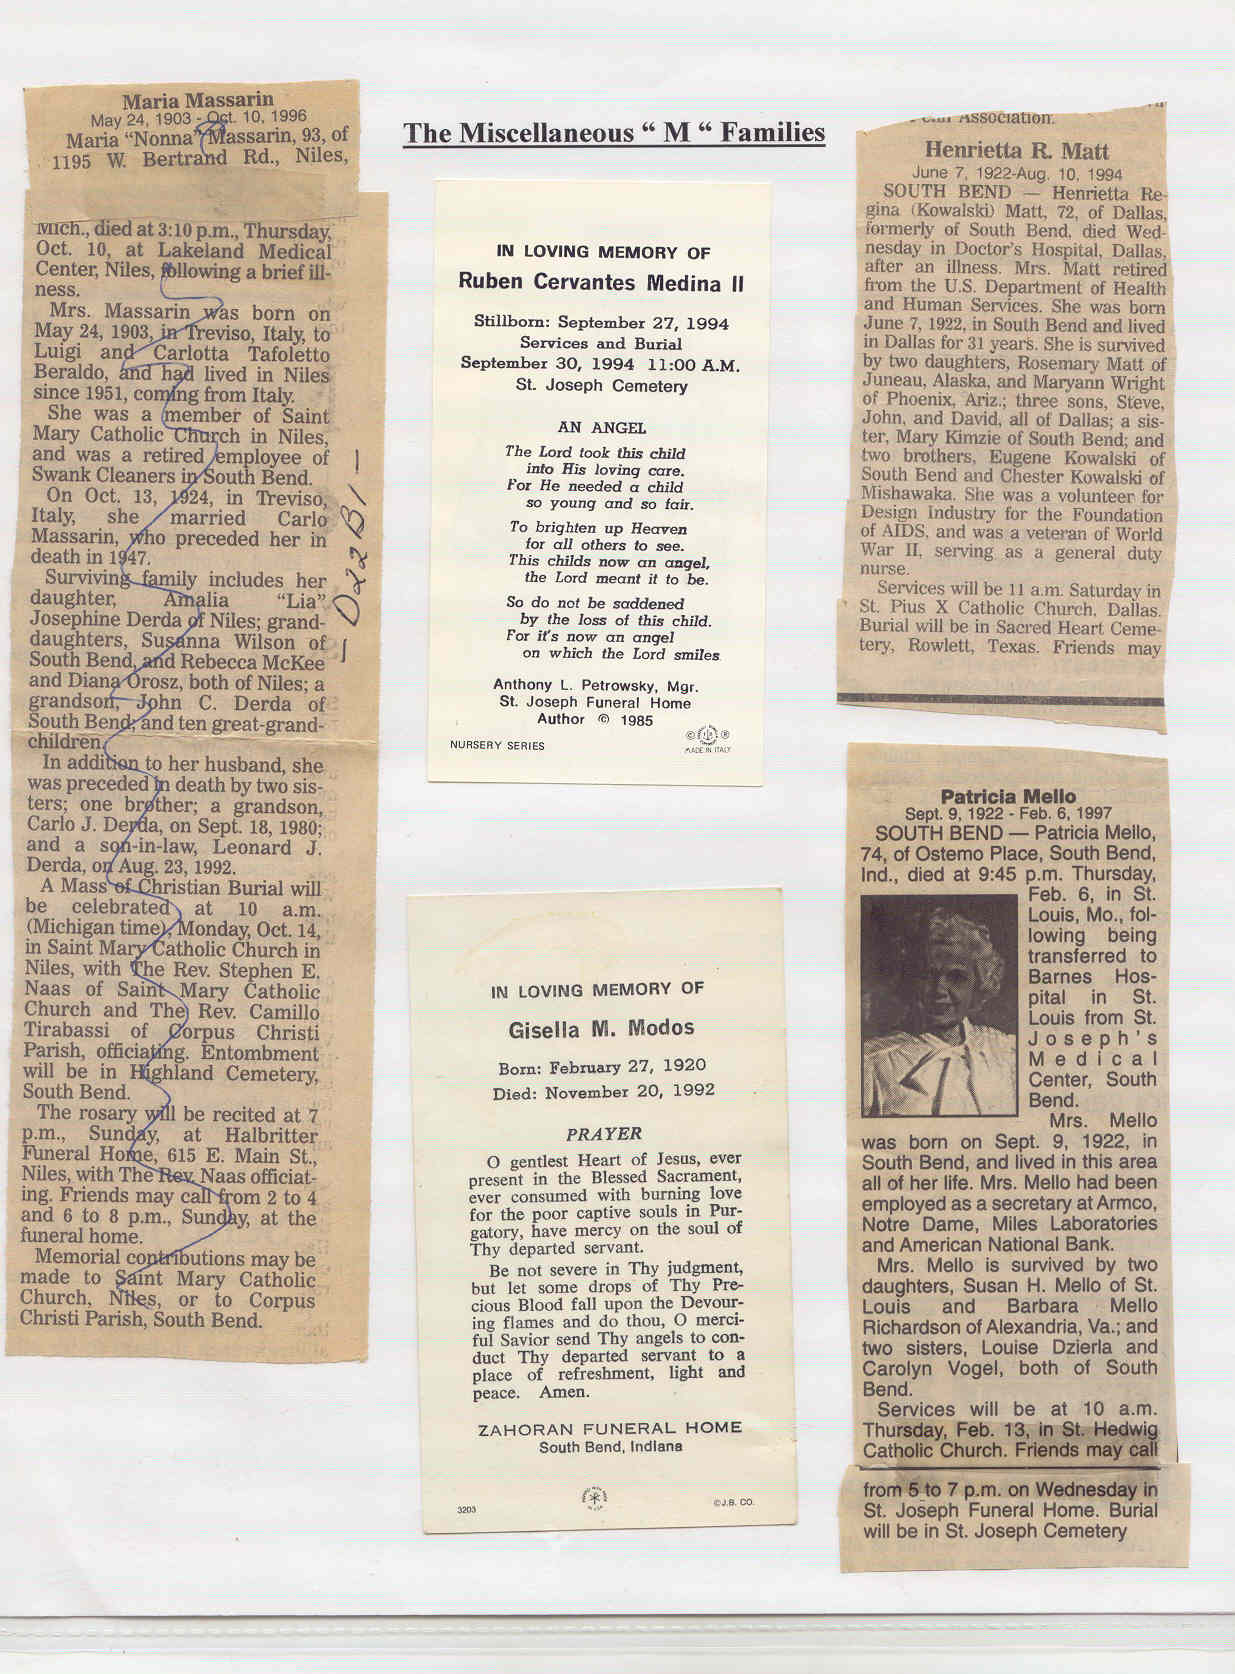 The Miscellaneous “ M “ Families
Maria Massarin
May 24, 1903 - Oct. 10, 1996
Maria “Nonna” Massarin, 93, of
1195 W. Bertrand Rd., Niles,
Mich., died at 3:10 p.m., Thursday,
Oct. 10, at Lakeland Medical
Center, Niles, following a brief ill-
ness.
Mrs. Massarin was born on
May 24, 1903, in Treviso, Italy, to
Luigi and Carlotta Tafoletto
Beraldo, and had lived in Niles
since 1951, coming from Italy.
She was a member of Saint
Mary Catholic Church in Niles,
and was a retired employee of
Swank Cleaners in South Bend.
On Oct. 13, 1924, in Treviso,
Italy, she married Carlo
Massarin, who preceded her in
death in 1947.
Surviving family includes her
daughter, Amalia “Lia”
Josephine Derda of Niles; grand-
daughters, Susanna Wilson of
South Bend, and Rebecca McKee
and Diana Orosz, both of Niles; a
grandson, John C. Derda of
South Bend; and ten great-grand-
children.
In addition to her husband, she
was preceded in death by two sis-
ters; one brother; a grandson,
Carlo J. Derda, on Sept. 18, 1980;
and a son-in-law, Leonard J.
Derda, on Aug. 23, 1992.
A Mass of Christian Burial will
be celebrated at 10 a.m.
(Michigan time), Monday, Oct. 14,
in Saint Mary Catholic Church in
Niles, with The Rev. Stephen E.
Naas of Saint Mary Catholic
Church and The Rev. Camillo
Tirabassi of Corpus Christi
Parish, officiating. Entombment
will be in Highland Cemetery,
South Bend.
The rosary will be recited at 7
p.m., Sunday, at Halbritter
Funeral Home, 615 E. Main St.,
Niles, with The Rev. Naas officiat-
ing. Friends may call from 2 to 4
and 6 to 8 p.m., Sunday, at the
funeral home.
Memorial contributions may be
made to Saint Mary Catholic
Church, Niles, or to Corpus
Christi Parish, South Bend.
IN LOVING MEMORY OF
Ruben Cervantes Medina II
Stillborn: September 27, 1994
Services and Burial
September 30, 1994 11:00 A.M.
St. Joseph Cemetery
AN ANGEL
The Lord took this child
into His loving care.
For He needed a child
so young and so fair.
To brighten up Heaven
for all others to see.
This childs now an angel,
the Lord meant it to be.
So do not be saddened
by the loss of this child.
For it's now an angel
on which the Lord smiles
Anthony L. Petrowsky, Mgr.
St. Joseph Funeral Home
Author © 1985
NURSERY SERIES
© ®
MADE IN ITALY
IN LOVING MEMORY OF
Gisella M. Modos
Born: February 27, 1920
Died: November 20, 1992
PRAYER
O gentlest Heart of Jesus, ever
present in the Blessed Sacrament,
ever consumed with burning love
for the poor captive souls in Pur-
gatory, have mercy on the soul of
Thy departed servant.
Be not severe in Thy judgment,
but let some drops of Thy Pre-
cious Blood fall upon the Devour-
ing flames and do thou, O merci-
ful Savior send Thy angels to con-
duct Thy departed servant to a
place of refreshment, light and
peace. Amen.
ZAHORAN FUNERAL HOME
South Bend, Indiana
3203
©J.B. CO.
Association.
Henrietta R. Matt
June 7, 1922-Aug. 10, 1994
SOUTH BEND — Henrietta Re-
gina (Kowalski) Matt, 72, of Dallas,
formerly of South Bend, died Wed-
nesday in Doctor's Hospital, Dallas,
after an illness. Mrs. Matt retired
from the U.S. Department of Health
and Human Services. She was born
June 7, 1922, in South Bend and lived
in Dallas for 31 years. She is survived
by two daughters, Rosemary Matt of
Juneau, Alaska, and Maryann Wright
of Phoenix, Ariz.; three sons, Steve,
John, and David, all of Dallas; a sis-
ter, Mary Kimzie of South Bend; and
two brothers, Eugene Kowalski of
South Bend and Chester Kowalski of
Mishawaka. She was a volunteer for
Design Industry for the Foundation
of AIDS, and was a veteran of World
War II, serving as a general duty
nurse.
Services will be 11 a.m. Saturday in
St. Pius X Catholic Church, Dallas.
Burial will be in Sacred Heart Ceme-
tery, Rowlett, Texas. Friends may
Patricia Mello
Sept. 9, 1922 - Feb. 6, 1997
SOUTH BEND — Patricia Mello,
74, of Ostemo Place, South Bend,
Ind., died at 9:45 p.m. Thursday,
Feb. 6, in St.
Louis, Mo., fol-
lowing being
transferred to
Barnes Hos-
pital in St.
Louis from St.
Joseph's
Medical
Center, South
Bend.
Mrs. Mello
was born on Sept. 9, 1922, in
South Bend, and lived in this area
all of her life. Mrs. Mello had been
employed as a secretary at Armco,
Notre Dame, Miles Laboratories
and American National Bank.
Mrs. Mello is survived by two
daughters, Susan H. Mello of St.
Louis and Barbara Mello
Richardson of Alexandria, Va.; and
two sisters, Louise Dzierla and
Carolyn Vogel, both of South
Bend.
Services will be at 10 a.m.
Thursday, Feb. 13, in St. Hedwig
Catholic Church. Friends may call
from 5 to 7 p.m. on Wednesday in
St. Joseph Funeral Home. Burial
will be in St. Joseph Cemetery